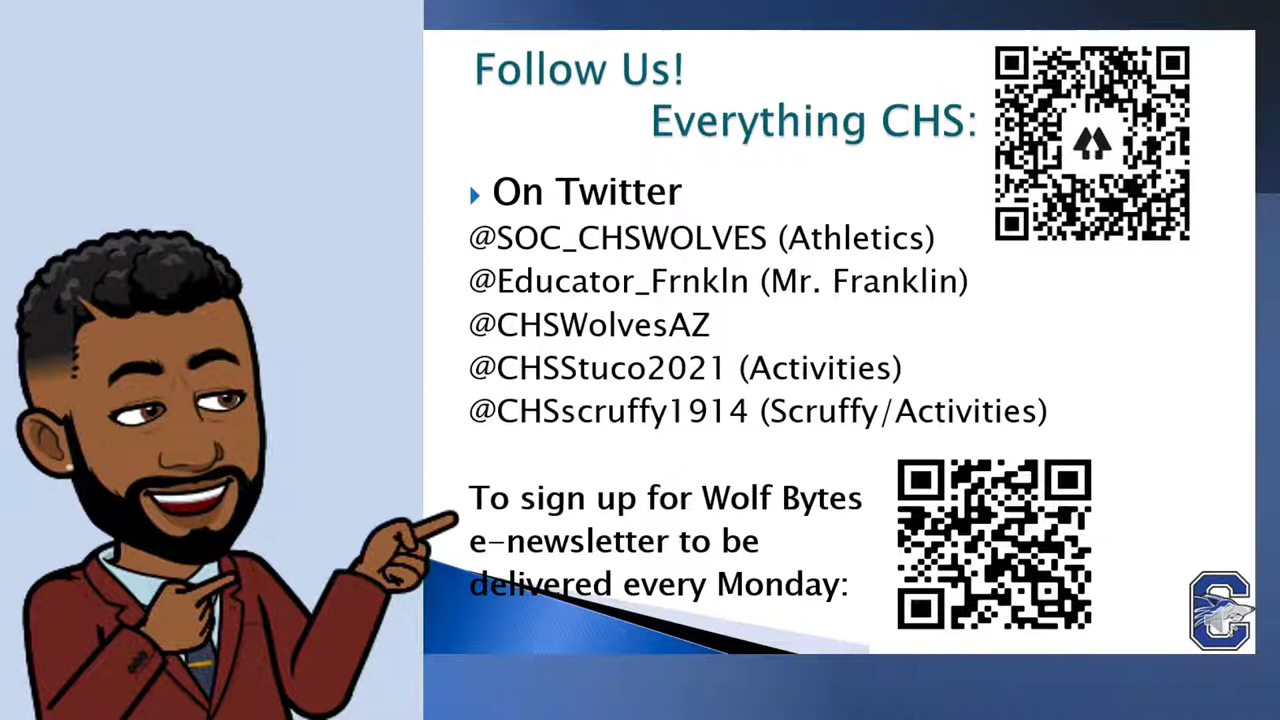 Follow Us!
Everything CHS:
On Twitter
@SOC_CHSWOLVES (Athletics)
@Educator_Frnkln (Mr. Franklin)
@CHSWolvesAZ
@CHSStuco2021 (Activities)
@CHSscruffy1914 (Scruffy/Activities)
To sign up for Wolf Bytes
e-newsletter to be
delivered every Monday:
C